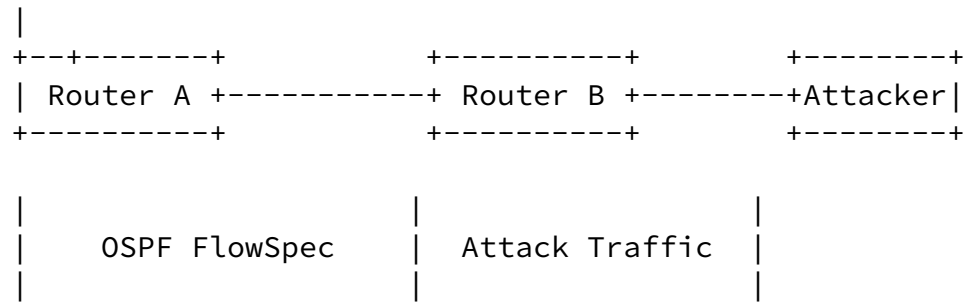 Router A Router B Attacker
OSPF FlowSpec Attack Traffic